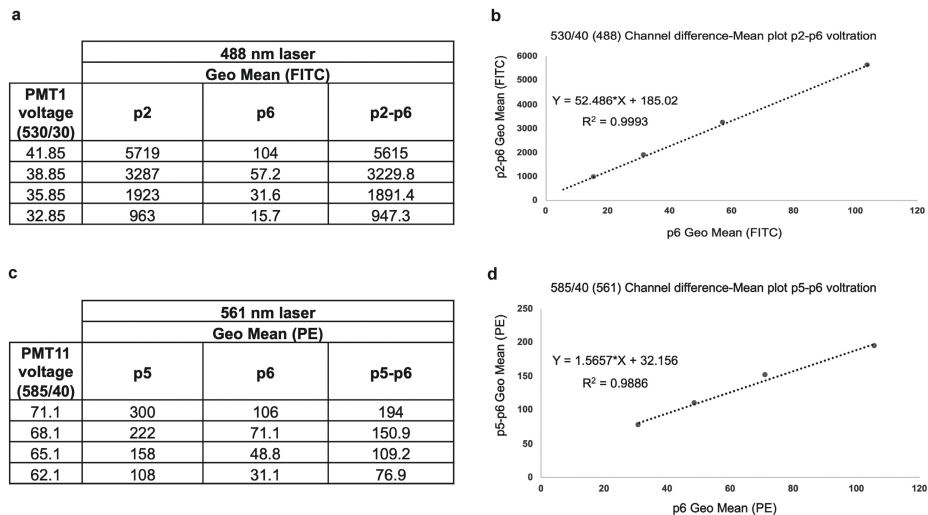 a
488 nm laser
Geo Mean (FITC)
PMT1 voltage (530/30) p2 p6 p2-p6
41.85 5719 104 5615
38.85 3287 57.2 3229.8
35.85 1923 31.6 1891.4
32.85 963 15.7 947.3
b
530/40 (488) Channel difference-Mean plot p2-p6 voltration
p2-p6 Geo Mean (FITC)
6000
5000
4000
3000
2000
1000
0
Y = 52.486*X + 185.02
R² = 0.9993
0 20 40 60 80 100 120
p6 Geo Mean (FITC)
c
561 nm laser
Geo Mean (PE)
PMT11 voltage (585/40) p5 p6 p5-p6
71.1 300 106 194
68.1 222 71.1 150.9
65.1 158 48.8 109.2
62.1 108 31.1 76.9
d
585/40 (561) Channel difference-Mean plot p5-p6 voltration
p5-p6 Geo Mean (PE)
250
200
150
100
50
0
Y = 1.5657*X + 32.156
R² = 0.9886
0 20 40 60 80 100 120
p6 Geo Mean (PE)